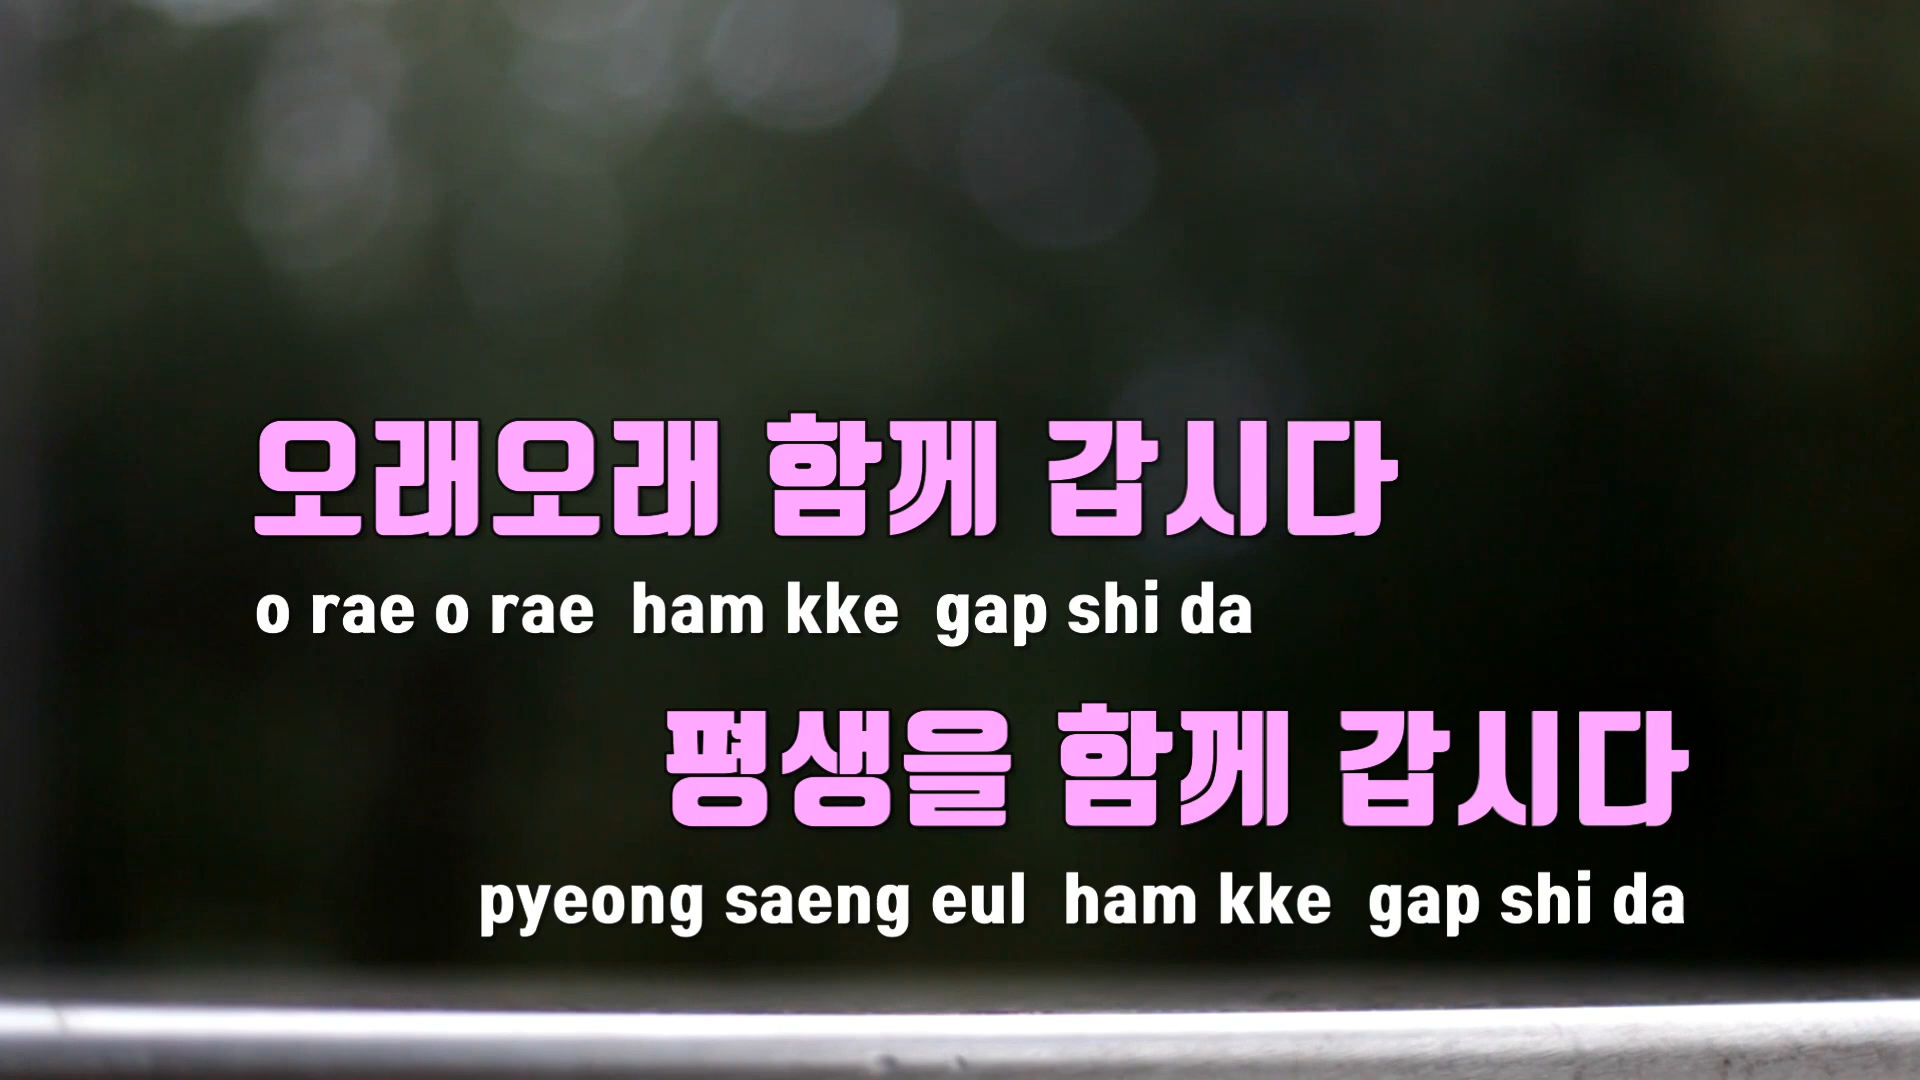 오래오래 함께 갑시다
o rae o rae ham kke gap shi da
평생을 함께 갑시다
pyeong saeng eul ham kke gap shi da